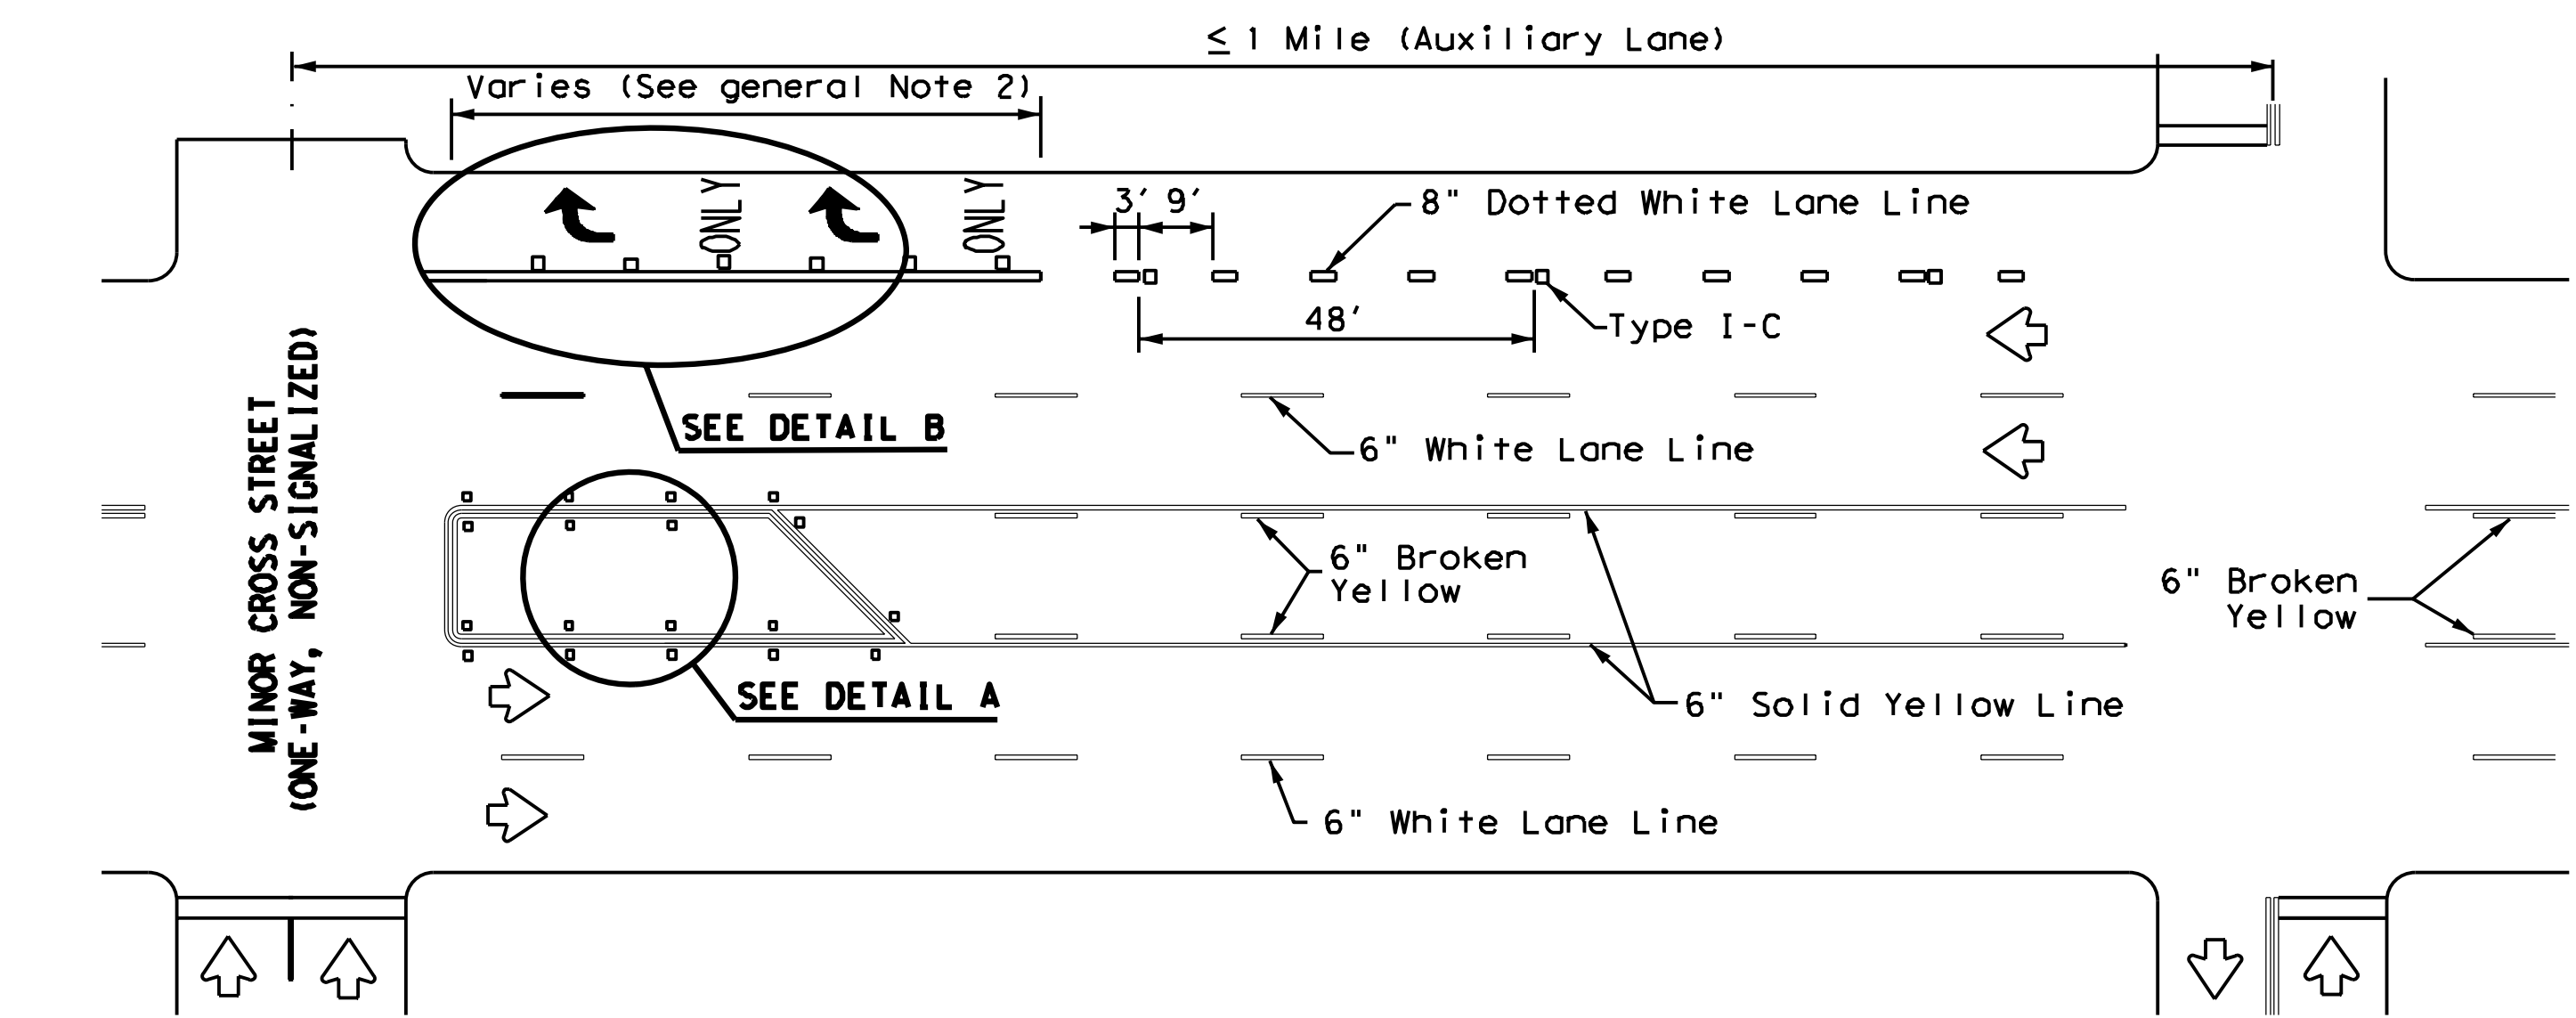 ≤ 1 Mile (Auxiliary Lane)
Varies (See general Note 2)
ONLY
ONLY
3' 9'
8" Dotted White Lane Line
48'
Type I-C
SEE DETAIL B
6" White Lane Line
MINOR CROSS STREET
(ONE-WAY, NON-SIGNALIZED)
6" Broken
Yellow
6" Broken
Yellow
SEE DETAIL A
6" Solid Yellow Line
6" White Lane Line